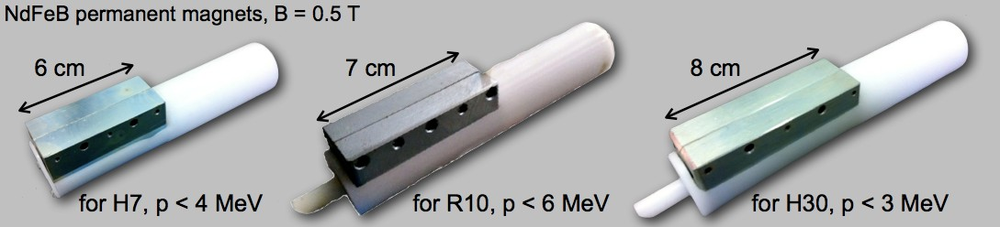 NdFeB permanent magnets, B = 0.5 T
6 cm
7 cm
8 cm
for H7, p < 4 MeV
for R10, p < 6 MeV
for H30, p < 3 MeV